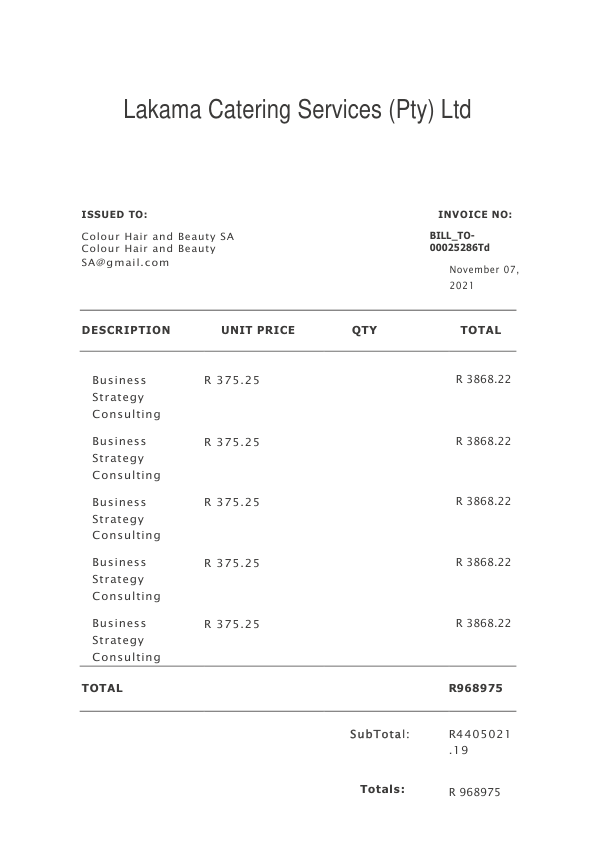 Lakama Catering Services (Pty) Ltd
ISSUED TO:
INVOICE NO:
Colour Hair and Beauty SA
Colour Hair and Beauty
SA@gmail.com
BILL_TO-
00025286Td
November 07,
2021
DESCRIPTION UNIT PRICE QTY TOTAL
Business
Strategy
Consulting
R 375.25
R 3868.22
Business
Strategy
Consulting
R 375.25
R 3868.22
Business
Strategy
Consulting
R 375.25
R 3868.22
Business
Strategy
Consulting
R 375.25
R 3868.22
Business
Strategy
Consulting
R 375.25
R 3868.22
TOTAL R968975
SubTotal: R4405021
.19
Totals: R 968975